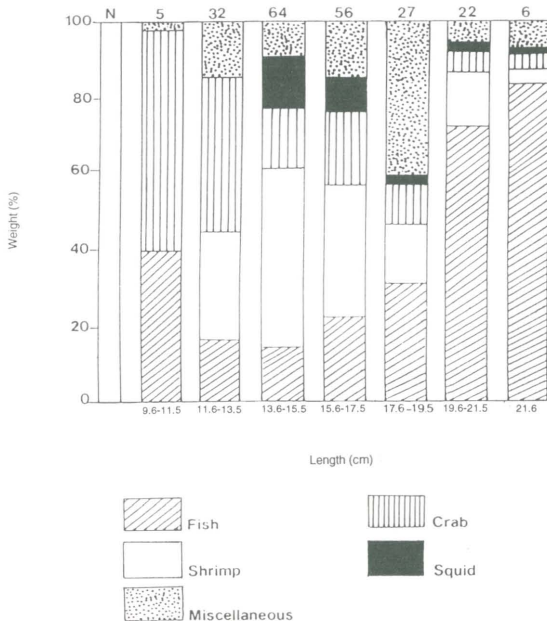 100 N 5 32 64 56 27 22 6
80
60
40
20
0
Weight (%)
9.6-11.5 11.6-13.5 13.6-15.5 15.6-17.5 17.6-19.5 19.6-21.5 21.6
Length (cm)
Fish Crab
Shrimp Squid
Miscellaneous